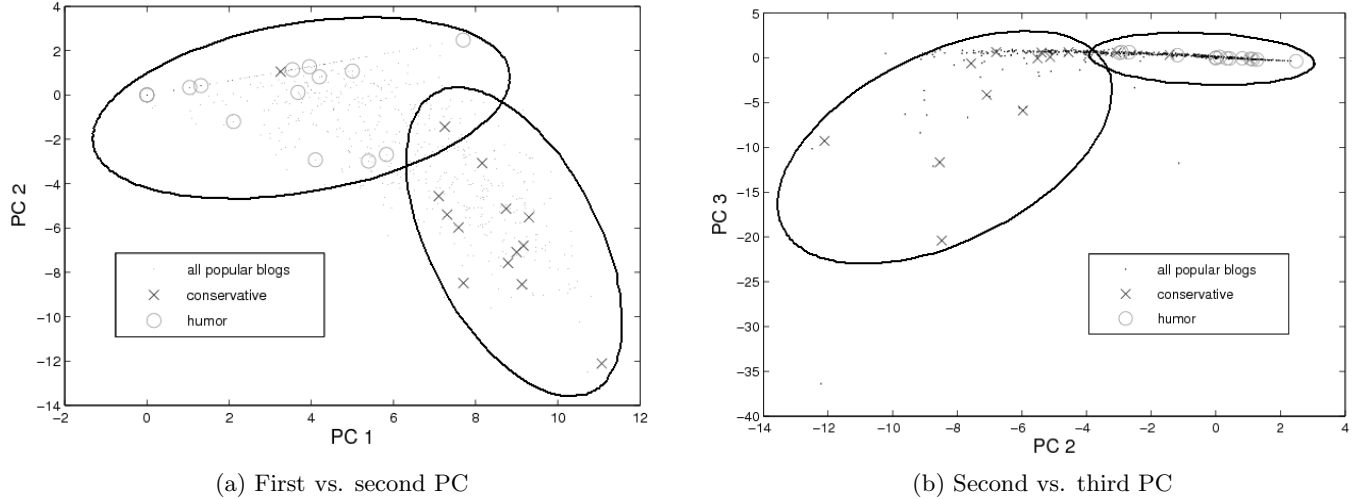 4
2
0
−2
−4
−6
−8
−10
−12
−14
−2 0 2 4 6 8 10 12
PC 2
PC 1
all popular blogs
conservative
humor
(a) First vs. second PC
5
0
−5
−10
−15
−20
−25
−30
−35
−40
−14 −12 −10 −8 −6 −4 −2 0 2 4
PC 3
PC 2
all popular blogs
conservative
humor
(b) Second vs. third PC